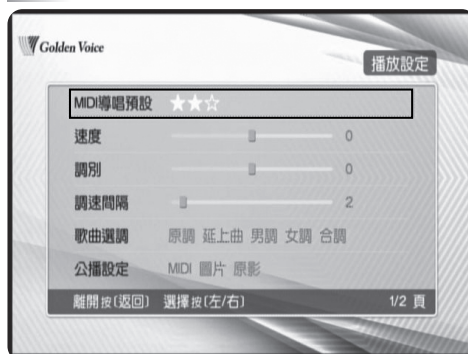 Golden Voice
播放設定
MIDI導唱預設 ★★☆
速度 0
調別 0
調速間隔 2
歌曲選調 原調 延上曲 男調 女調 合調
公播設定 MIDI 圖片 原影
離開按(返回) 選擇按(左/右) 1/2 頁